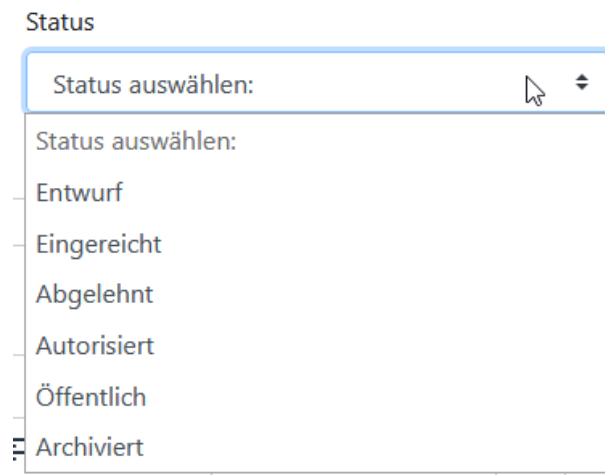 Status
Status auswählen:
Status auswählen:
Entwurf
Eingereicht
Abgelehnt
Autorisiert
Öffentlich
Archiviert